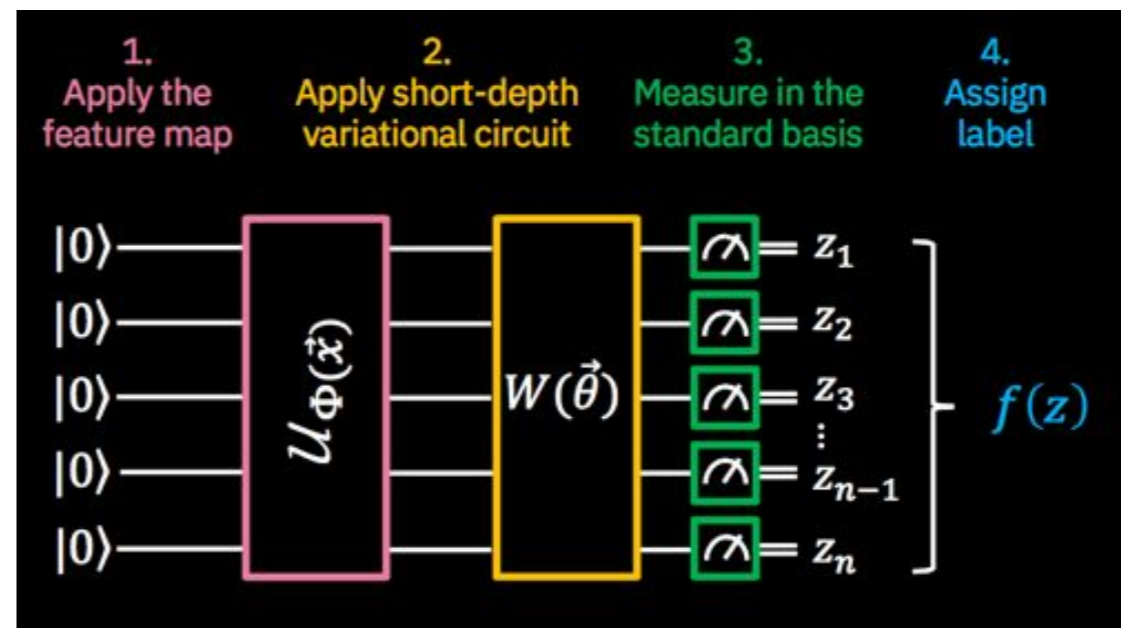 1.
Apply the
feature map
2.
Apply short-depth
variational circuit
3.
Measure in the
standard basis
4.
Assign
label
|0⟩
|0⟩
|0⟩
|0⟩
|0⟩
𝒰_Φ(x⃗)
W(θ⃗)
z₁
z₂
z₃
⋮
zₙ₋₁
zₙ
f(z)